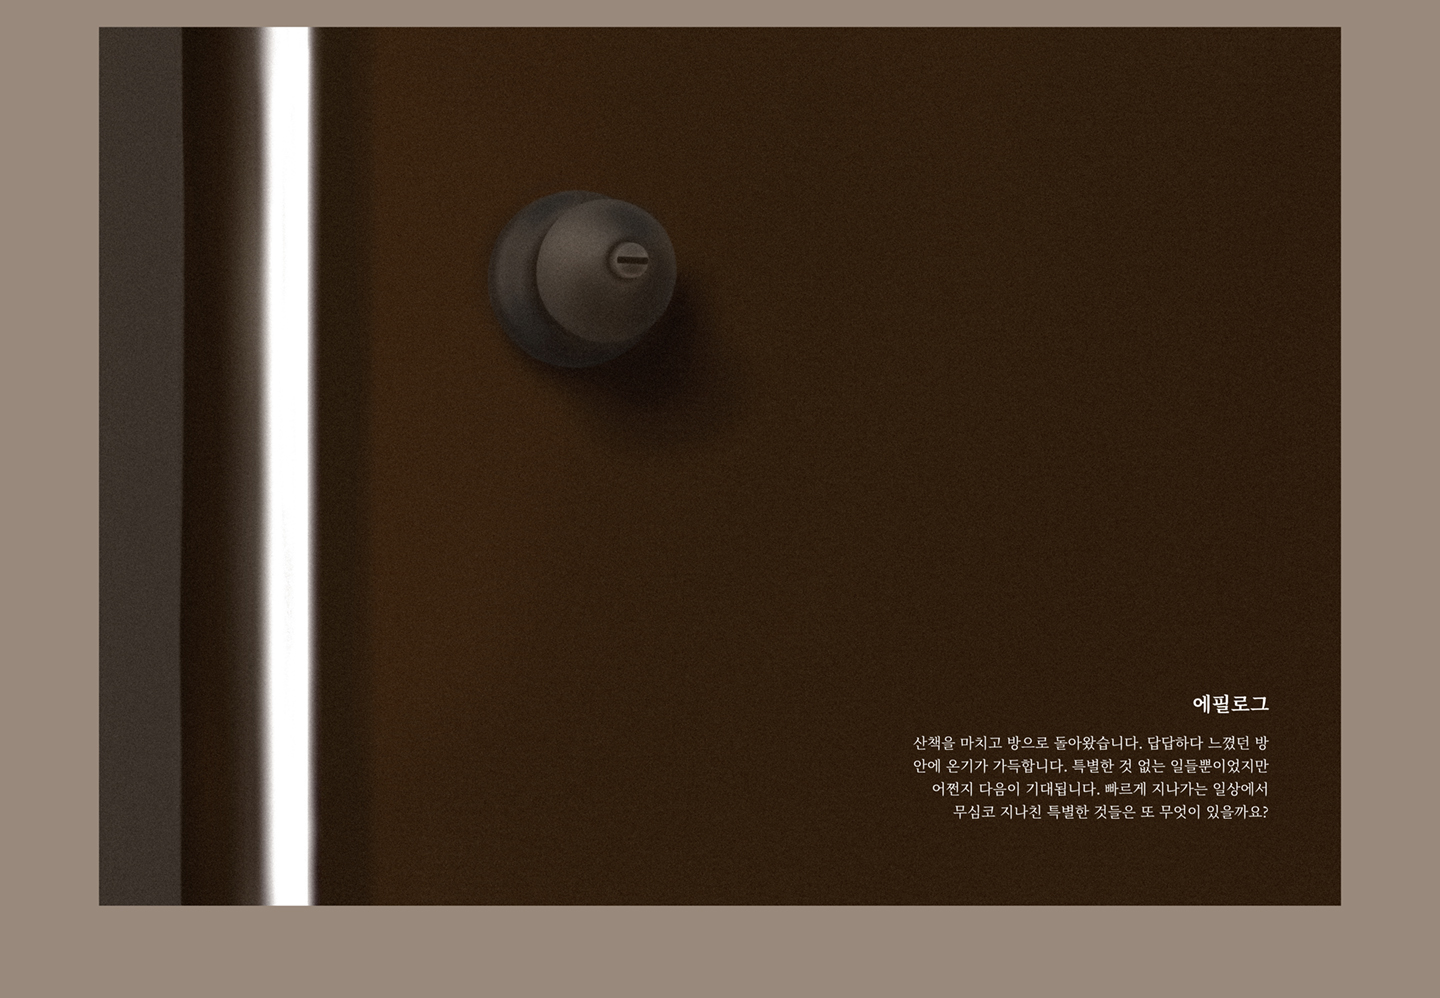 에필로그
산책을 마치고 방으로 돌아왔습니다. 답답하다 느꼈던 방
안에 온기가 가득합니다. 특별한 것 없는 일들뿐이었지만
어쩐지 다음이 기대됩니다. 빠르게 지나가는 일상에서
무심코 지나친 특별한 것들은 또 무엇이 있을까요?